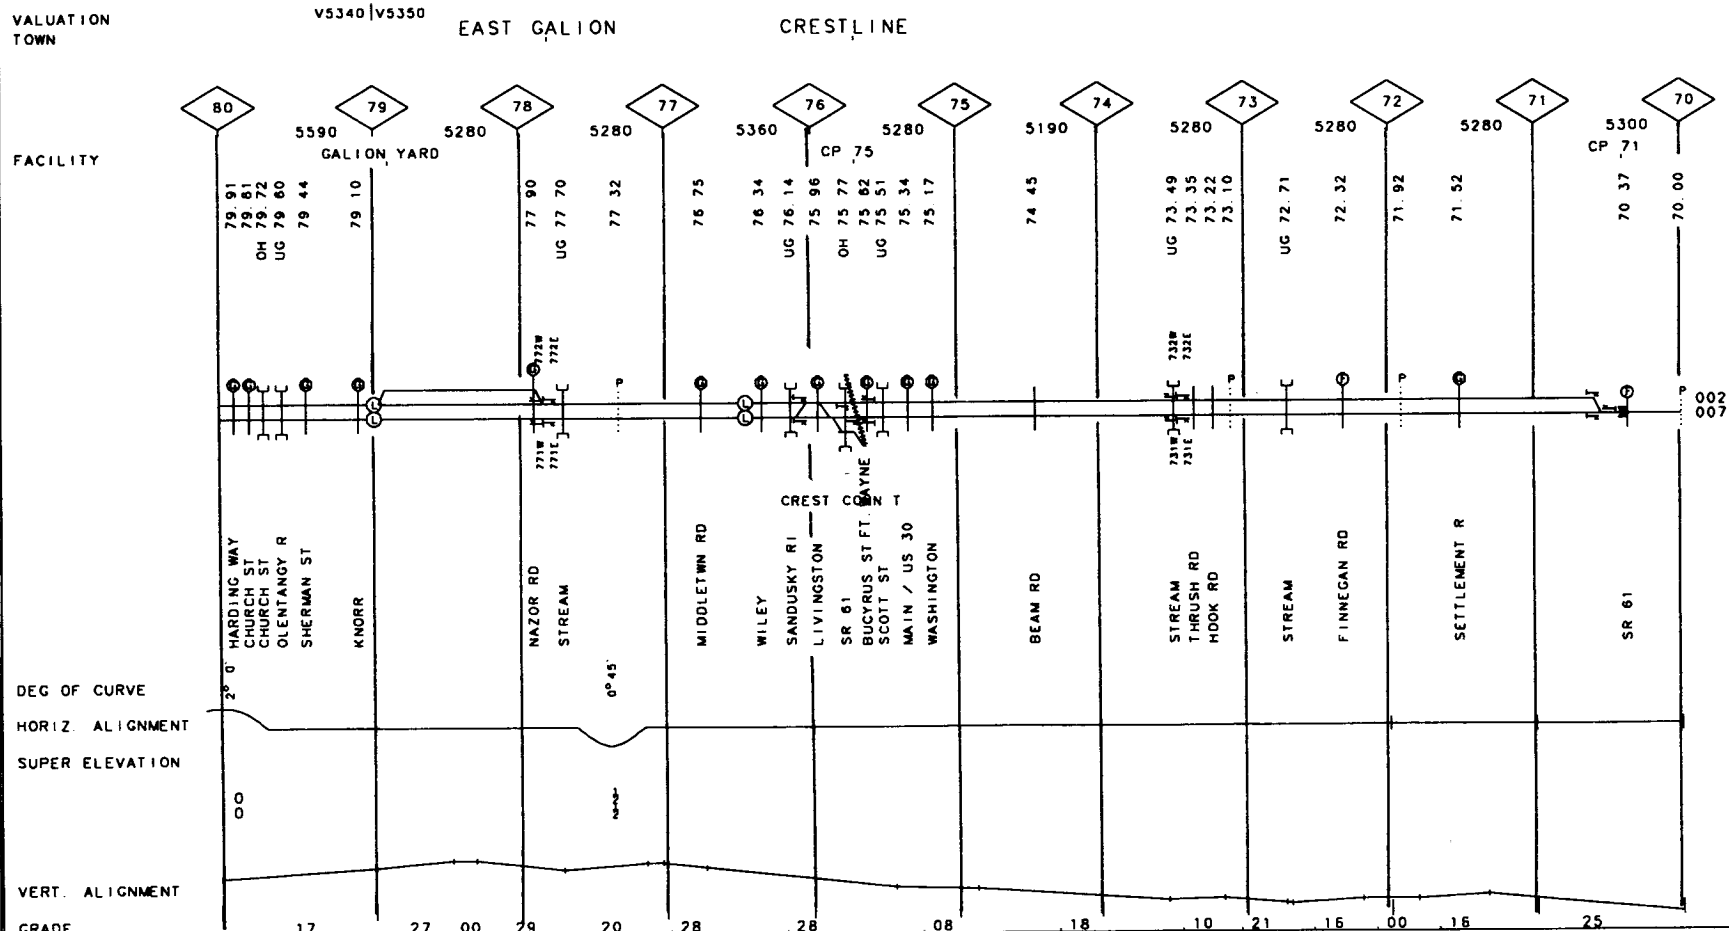 VALUATION V5340 V5350
TOWN EAST GALION CRESTLINE
80 79 78 77 76 75 74 73 72 71 70
5590 5280 5280 5360 5280 5190 5280 5280 5280 5300
FACILITY GALION YARD CP 75 CP 71
79.91
79.81
OH 79.72
UG 79 60
79 44
79 10
77 90
UG 77 70
77 32
76 75
76 34
UG 76.14
75 96
OH 75 77
75 62
UG 75 51
75 34
75.17
74 45
UG 73.49
73.35
73.22
73.10
UG 72.71
72.32
71.92
71.52
70 37
70.00
772W
772E
732W
732E
G G G G L L G P G L L G G G G P F P G F P
002
007
771W
771E
731W
731E
CREST CONN T
HARDING WAY
CHURCH ST
CHURCH ST
OLENTANGY R
SHERMAN ST
KNORR
NAZOR RD
STREAM
MIDDLETWN RD
WILEY
SANDUSKY RI
LIVINGSTON
SR 61
BUCYRUS ST FT. WAYNE
SCOTT ST
MAIN / US 30
WASHINGTON
BEAM RD
STREAM
THRUSH RD
HOOK RD
STREAM
FINNEGAN RD
SETTLEMENT R
SR 61
DEG OF CURVE 2° 0' 0°45'
HORIZ. ALIGNMENT
SUPER ELEVATION
0
0
VERT. ALIGNMENT
GRADE .17 .27 .00 .29 .20 .28 .28 .08 .18 .10 .21 .16 .00 .16 .25